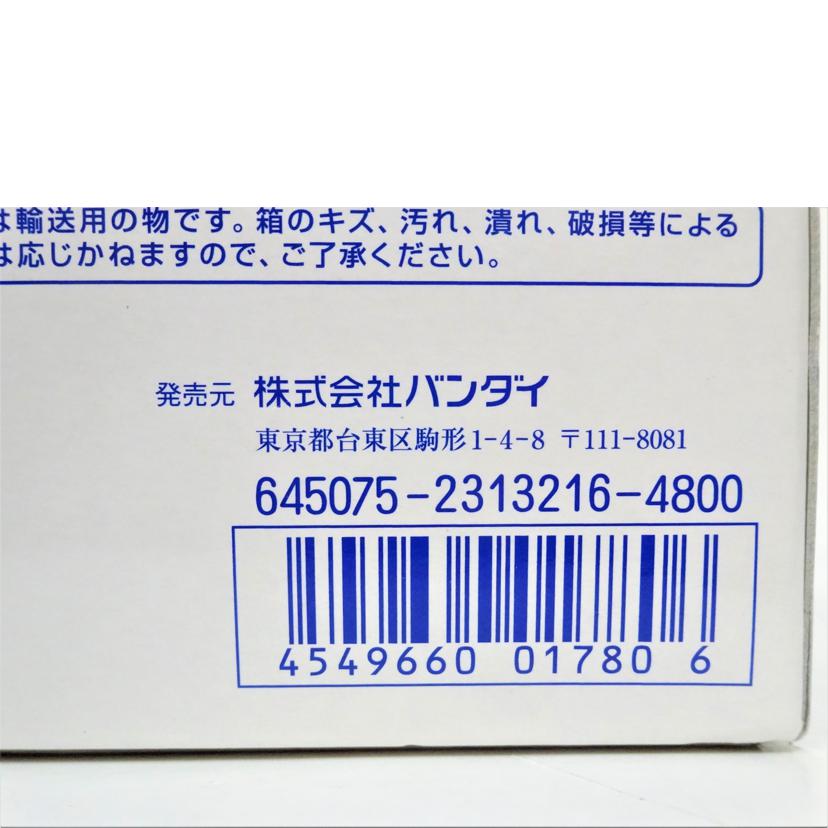 は輸送用の物です。箱のキズ、汚れ、潰れ、破損等による
は応じかねますので、ご了承ください。
発売元 株式会社バンダイ
東京都台東区駒形1-4-8 〒111-8081
645075-2313216-4800
4549660 01780 6